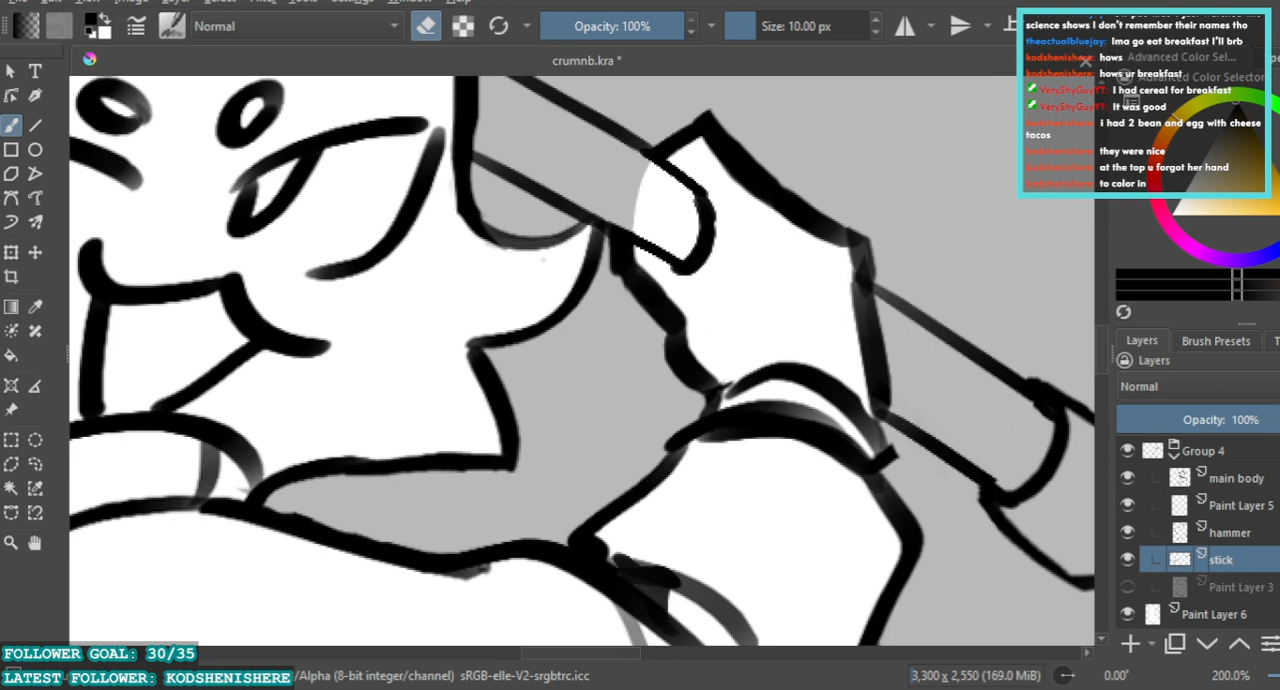 Normal
Opacity: 100%
Size: 10.00 px
crumnb.kra *
science shows I don't remember their names tho
theactualbluejay: Ima go eat breakfast I'll brb
kodshenishere: hows
kodshenishere: hows ur breakfast
VeryShyGuyYT: I had cereal for breakfast
VeryShyGuyYT: It was good
kodshenishere: i had 2 bean and egg with cheese
tacos
kodshenishere: they were nice
kodshenishere: at the top u forgot her hand
kodshenishere: to color in
Advanced Color Sel...
Advanced Color Selector
Layers
Brush Presets
Layers
Normal
Opacity: 100%
Group 4
main body
Paint Layer 5
hammer
stick
Paint Layer 3
Paint Layer 6
FOLLOWER GOAL: 30/35
LATEST FOLLOWER: KODSHENISHERE
/Alpha (8-bit integer/channel) sRGB-elle-V2-srgbtrc.icc
3,300 x 2,550 (169.0 MiB)
0.00°
200.0%